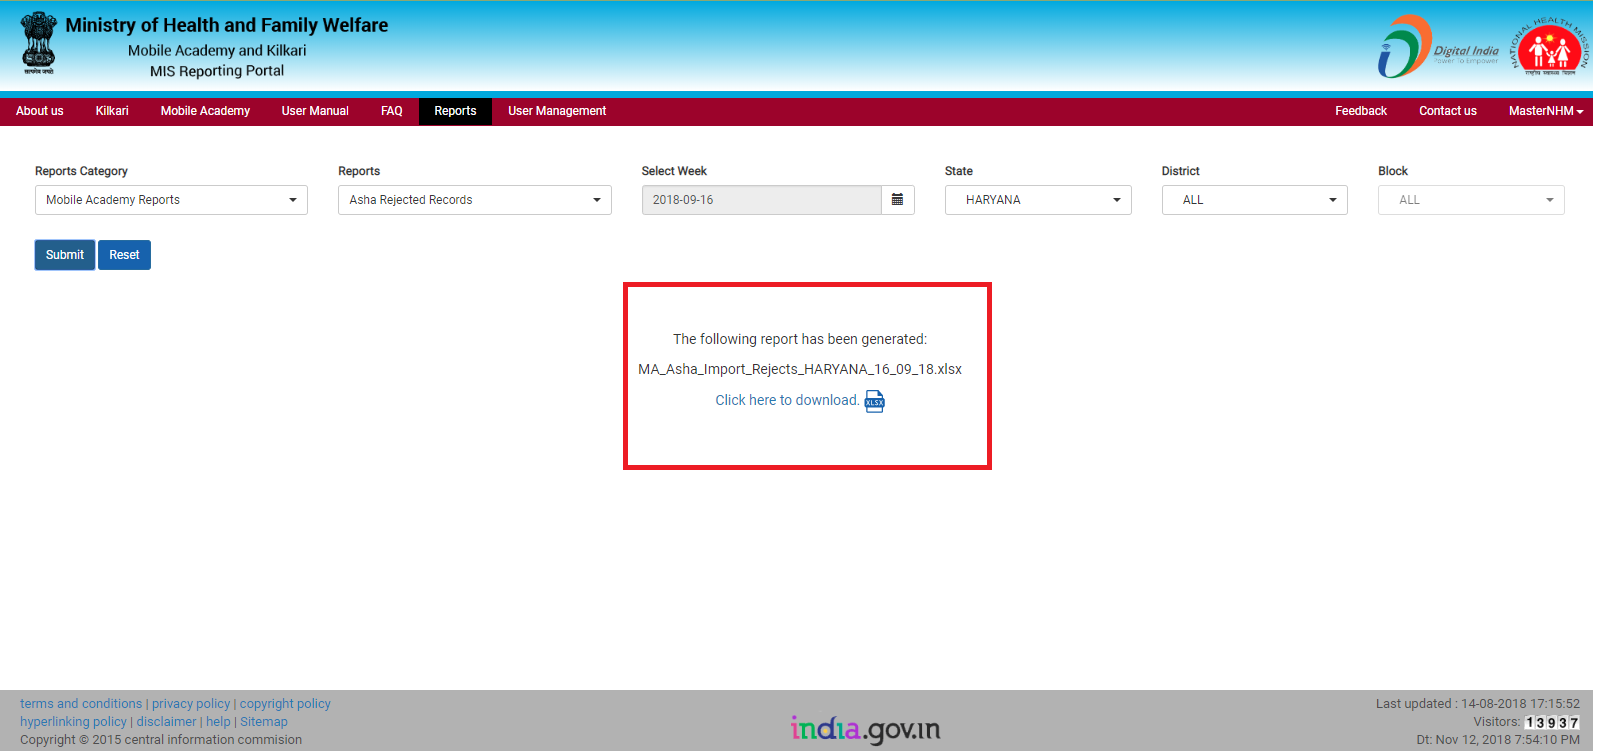 Ministry of Health and Family Welfare
Mobile Academy and Kilkari
MIS Reporting Portal
सत्यमेव जयते
Digital India
Power To Empower
NATIONAL HEALTH MISSION
राष्ट्रीय स्वास्थ्य मिशन
About us Kilkari Mobile Academy User Manual FAQ Reports User Management Feedback Contact us MasterNHM
Reports Category Reports Select Week State District Block
Mobile Academy Reports Asha Rejected Records 2018-09-16 HARYANA ALL ALL
Submit Reset
The following report has been generated:
MA_Asha_Import_Rejects_HARYANA_16_09_18.xlsx
Click here to download. XLSX
terms and conditions | privacy policy | copyright policy
hyperlinking policy | disclaimer | help | Sitemap
Copyright © 2015 central information commision
india.gov.in
Last updated : 14-08-2018 17:15:52
Visitors: 13937
Dt: Nov 12, 2018 7:54:10 PM